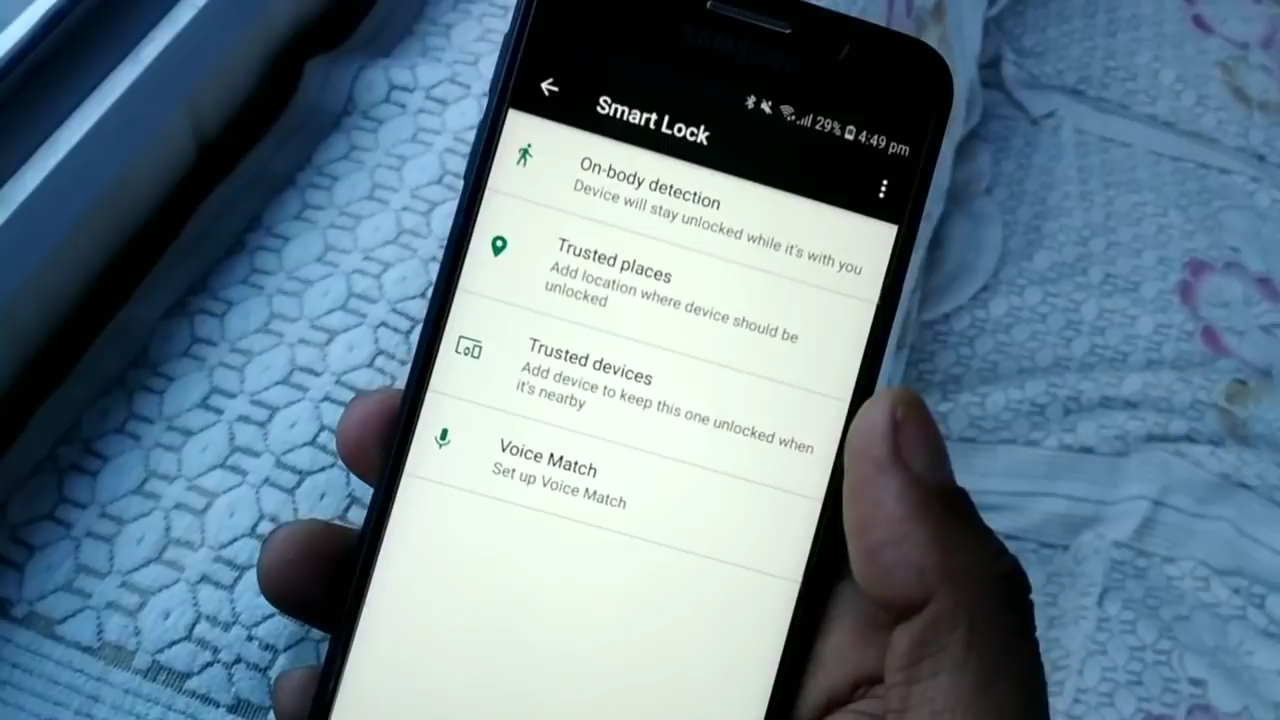 SAMSUNG
29% 4:49 pm
Smart Lock
On-body detection
Device will stay unlocked while it's with you
Trusted places
Add location where device should be
unlocked
Trusted devices
Add device to keep this one unlocked when
it's nearby
Voice Match
Set up Voice Match